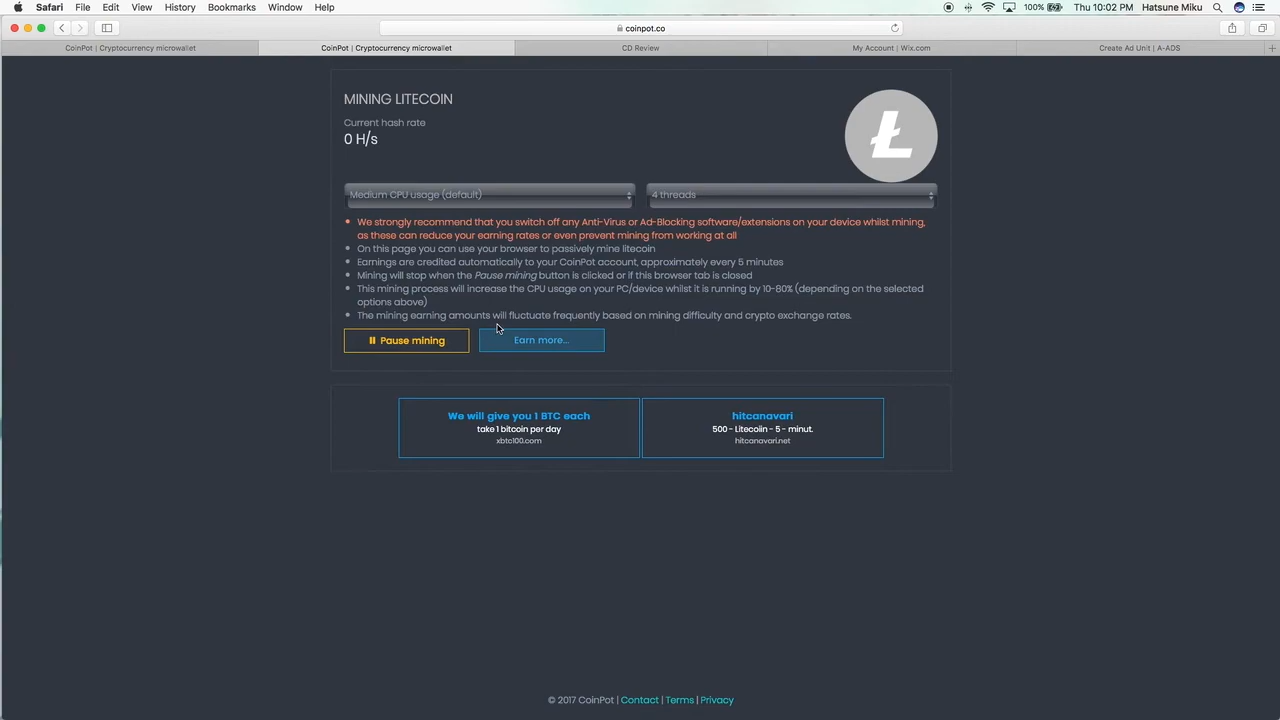 Safari File Edit View History Bookmarks Window Help 100% Thu 10:02 PM Hatsune Miku
coinpot.co
CoinPot | Cryptocurrency microwallet CoinPot | Cryptocurrency microwallet CD Review My Account | Wix.com Create Ad Unit | A-ADS
MINING LITECOIN
Current hash rate
0 H/s
Medium CPU usage (default) 4 threads
We strongly recommend that you switch off any Anti-Virus or Ad-Blocking software/extensions on your device whilst mining,
as these can reduce your earning rates or even prevent mining from working at all
On this page you can use your browser to passively mine litecoin
Earnings are credited automatically to your CoinPot account, approximately every 5 minutes
Mining will stop when the Pause mining button is clicked or if this browser tab is closed
This mining process will increase the CPU usage on your PC/device whilst it is running by 10-80% (depending on the selected
options above)
The mining earning amounts will fluctuate frequently based on mining difficulty and crypto exchange rates.
Pause mining Earn more...
We will give you 1 BTC each
take 1 bitcoin per day
xbtc100.com
hitcanavari
500 - Litecoiin - 5 - minut.
hitcanavari.net
© 2017 CoinPot | Contact | Terms | Privacy